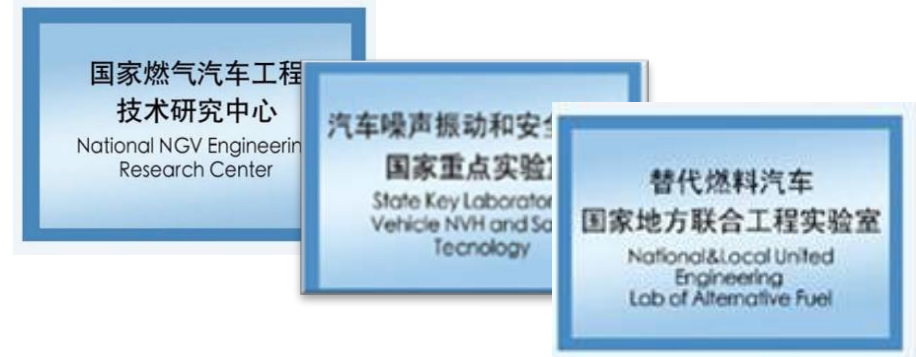 国家燃气汽车工程
技术研究中心
National NGV Engineerin
Research Center
汽车噪声振动和安全
国家重点实验
State Key Laborator
Vehicle NVH and Sa
Tecnology
替代燃料汽车
国家地方联合工程实验室
National&Local United
Engineering
Lab of Alternative Fuel